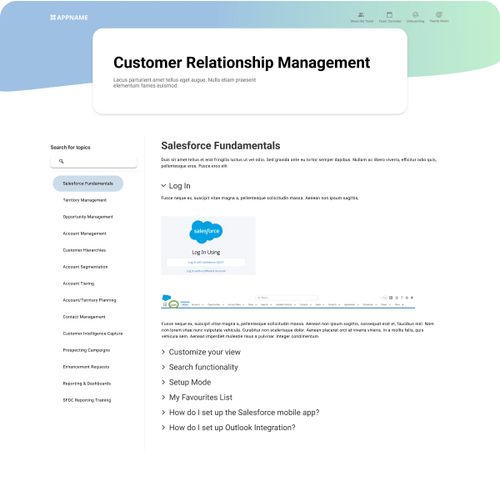 APPNAME
Meet the Team
Team Calendar
Onboarding
Yearly Goals
Customer Relationship Management
Lacus parturient amet tellus eget augue. Nulla etiam praesent
elementum fames euismod.
Search for topics
Salesforce Fundamentals
Territory Management
Opportunity Management
Account Management
Customer Hierarchies
Account Segmentation
Account Tiering
Account/Territory Planning
Contact Management
Customer Intelligence Capture
Prospecting Campaigns
Enhancement Requests
Reporting & Dashboards
SFDC Reporting Training
Salesforce Fundamentals
Duis sit amet tellus et erat fringilla luctus ut vel odio. Sed gravida ante eu tortor semper dapibus. Nullam ac libero viverra, efficitur odio quis,
pellentesque eros. Fusce eros elit
Log In
Fusce neque ex, suscipit vitae magna a, pellentesque sollicitudin massa. Aenean non ipsum sagittis,
salesforce
Log In Using
Fusce neque ex, suscipit vitae magna a, pellentesque sollicitudin massa. Aenean non ipsum sagittis, consequat erat et, faucibus nisl. Nam
non lorem vitae nunc vulputate vehicula. Curabitur non scelerisque dolor. Aenean placerat orci at viverra viverra. In a mollis felis, quis
vehicula sem. Aenean imperdiet molestie risus a pulvinar. Integer condimentum
Customize your view
Search functionality
Setup Mode
My Favourites List
How do I set up the Salesforce mobile app?
How do I set up Outlook Integration?